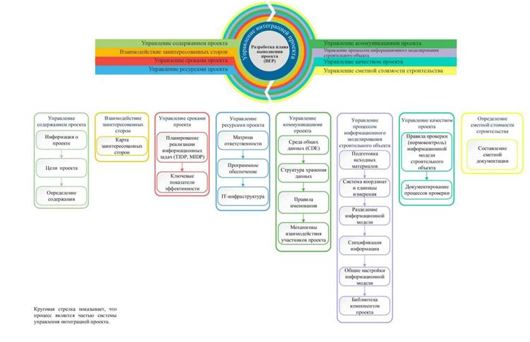 Управление интеграцией проекта
Разработка плана
выполнения
проекта
(BEP)
Управление содержанием проекта
Взаимодействие заинтересованных сторон
Управление сроками проекта
Управление ресурсами проекта
Управление коммуникациями проекта
Управление процессом информационного моделирования
строительного объекта
Управление качеством проекта
Управление сметной стоимости строительства
Управление
содержанием проекта
Информация о
проекте
Цели проекта
Определение
содержания
Взаимодействие
заинтересованных
сторон
Карта
заинтересованных
сторон
Управление сроками
проекта
Планирование
реализации
информационных
задач (TIDP, MIDP)
Ключевые
показатели
эффективности
Управление
ресурсами проекта
Матрица
ответственности
Программное
обеспечение
IT-инфраструктура
Управление
коммуникациями
проекта
Среда общих
данных (CDE)
Структура хранения
данных
Правила
именования
Механизмы
взаимодействия
участников проекта
Управление
процессом
информационного
моделирования
строительного объекта
Подготовка
исходных
материалов
Система координат
и единицы
измерения
Разделение
информационной
модели
Спецификация
информации
Общие настройки
информационной
модели
Библиотека
компонентов
проекта
Управление
качеством проекта
Правила проверки
(нормоконтроль)
информационной
модели
строительного
объекта
Документирование
процессов проверки
Определение
сметной стоимости
строительства
Составление
сметной
документации
Круговая стрелка показывает, что
процесс является частью системы
управления интеграцией проекта.